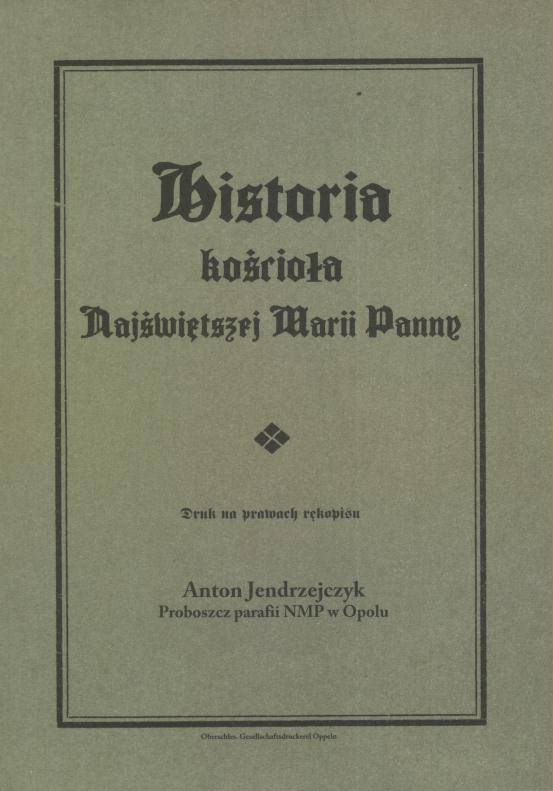 Historia
kościoła
Najświętszej Marii Panny
Druk na prawach rękopisu
Anton Jendrzejczyk
Proboszcz parafii NMP w Opolu
Oberschles. Gesellschaftsdruckerei Oppeln